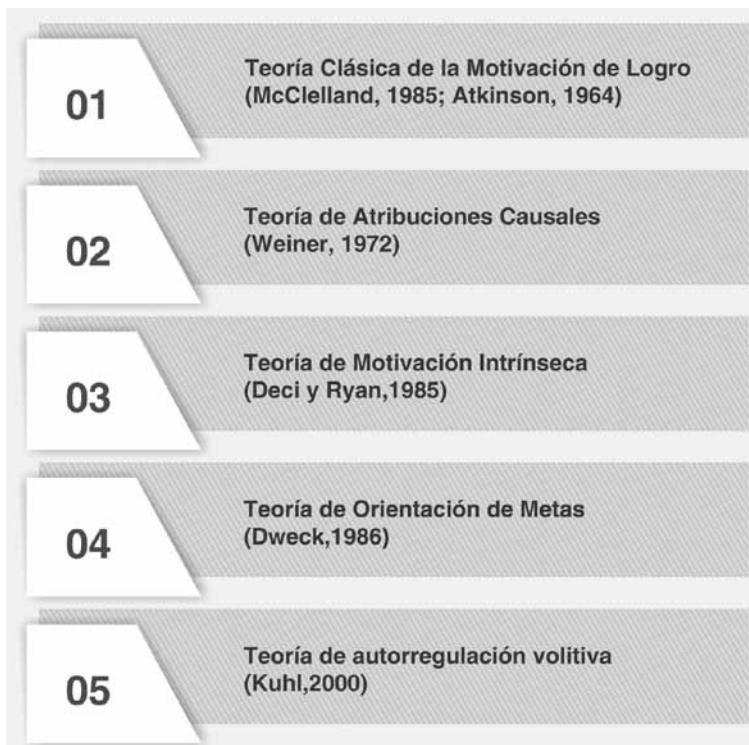 01
Teoría Clásica de la Motivación de Logro
(McClelland, 1985; Atkinson, 1964)
02
Teoría de Atribuciones Causales
(Weiner, 1972)
03
Teoría de Motivación Intrínseca
(Deci y Ryan,1985)
04
Teoría de Orientación de Metas
(Dweck,1986)
05
Teoría de autorregulación volitiva
(Kuhl,2000)